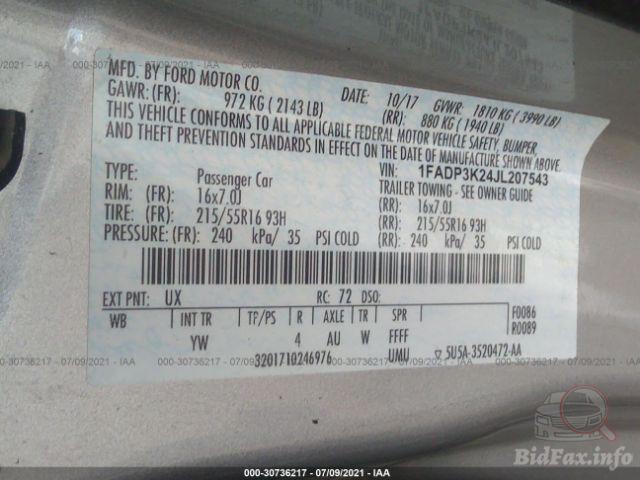 000-30736217 - 07/09/2021 - IAA
MFD. BY FORD MOTOR CO. DATE: 10/17 GVWR: 1810 KG ( 3990 LB)
GAWR: (FR): 972 KG ( 2143 LB) (RR): 880 KG ( 1940 LB)
THIS VEHICLE CONFORMS TO ALL APPLICABLE FEDERAL MOTOR VEHICLE SAFETY, BUMPER,
AND THEFT PREVENTION STANDARDS IN EFFECT ON THE DATE OF MANUFACTURE SHOWN ABOVE.
VIN: 1FADP3K24JL207543
TYPE: Passenger Car TRAILER TOWING - SEE OWNER GUIDE
RIM: (FR): 16x7.0J (RR): 16x7.0J
TIRE: (FR): 215/55R16 93H (RR): 215/55R16 93H
PRESSURE: (FR): 240 kPa/ 35 PSI COLD (RR): 240 kPa/ 35 PSI COLD
EXT PNT: UX RC: 72 DSO:
WB INT TR TP/PS R AXLE TR SPR F0086
YW 4 AU W FFFF R0089
3201710246976 UMU ▽ 5U5A-3520472-AA
000-30736217 - 07/09/2021 - IAA
BidFax.info